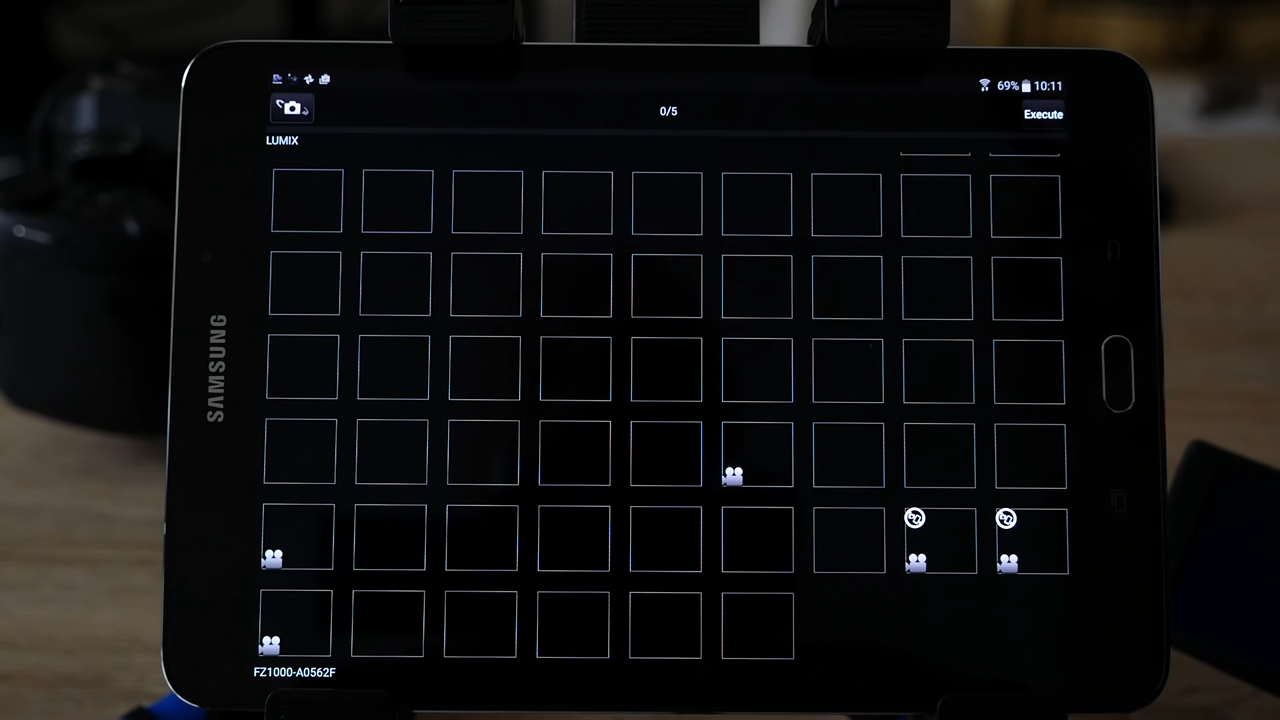 69% 10:11
0/5
Execute
LUMIX
SAMSUNG
FZ1000-A0562F